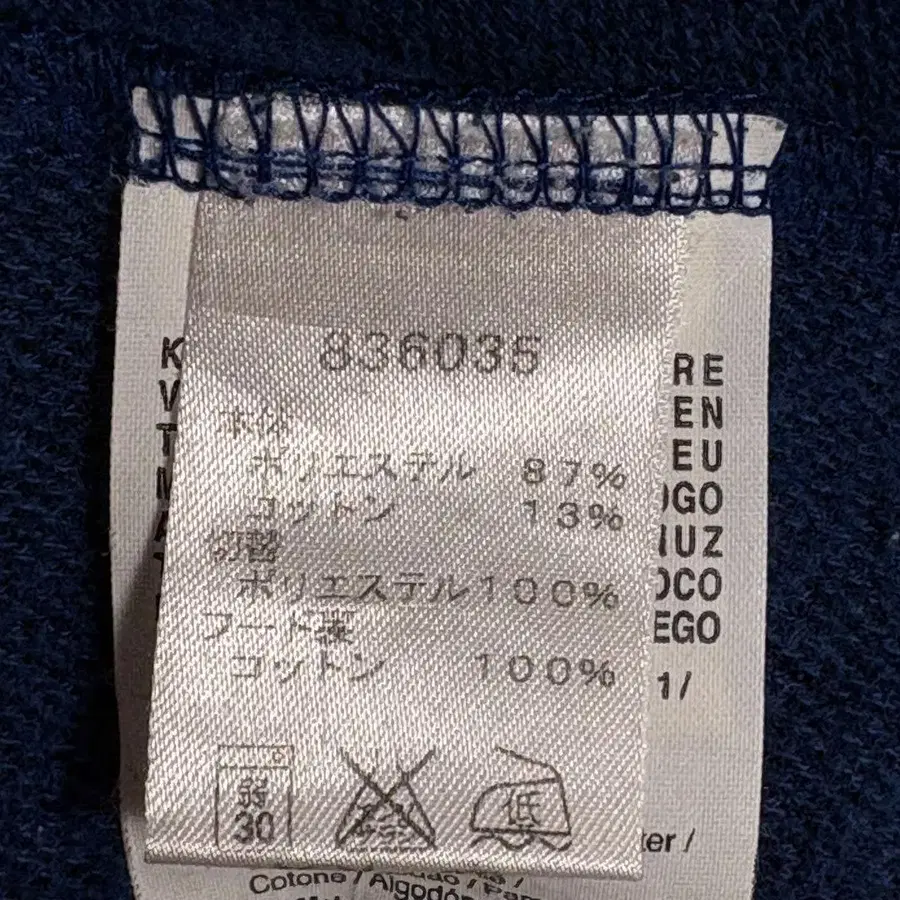 836035
本体
ポリエステル 87%
コットン 13%
切替
ポリエステル100%
フード裏
コットン 100%
弱
30
低
K
RE
V
EN
T
EU
M
OGO
A
NUZ
OCO
EGO
1/
ter /
Cotone / Algodón